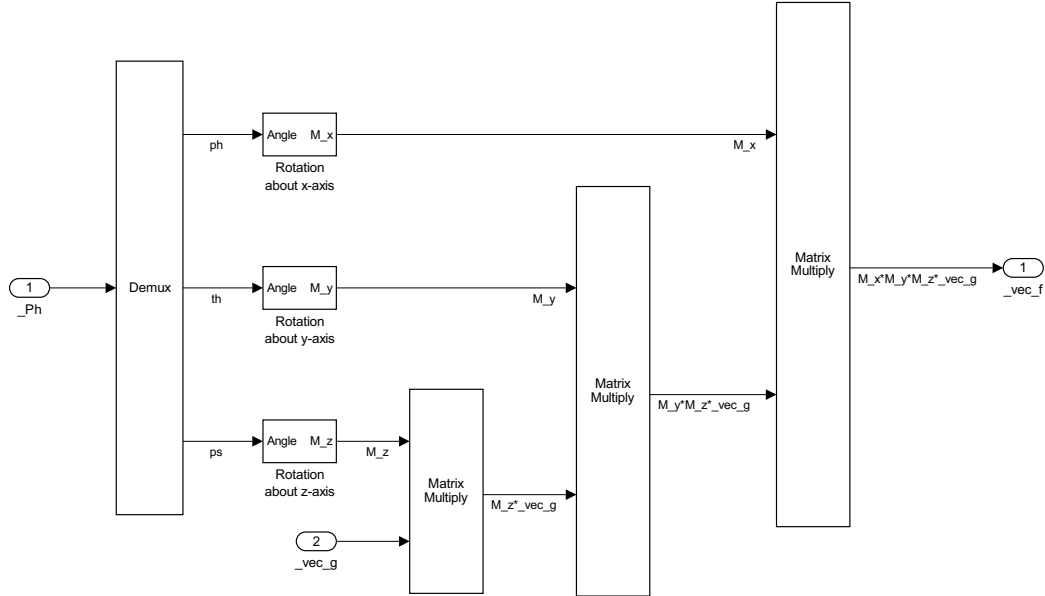 Demux
1
_Ph
ph
th
ps
Angle M_x
Rotation
about x-axis
M_x
Angle M_y
Rotation
about y-axis
M_y
Angle M_z
Rotation
about z-axis
M_z
2
_vec_g
Matrix
Multiply
M_z*_vec_g
Matrix
Multiply
M_y*M_z*_vec_g
Matrix
Multiply
M_x*M_y*M_z*_vec_g
1
_vec_f